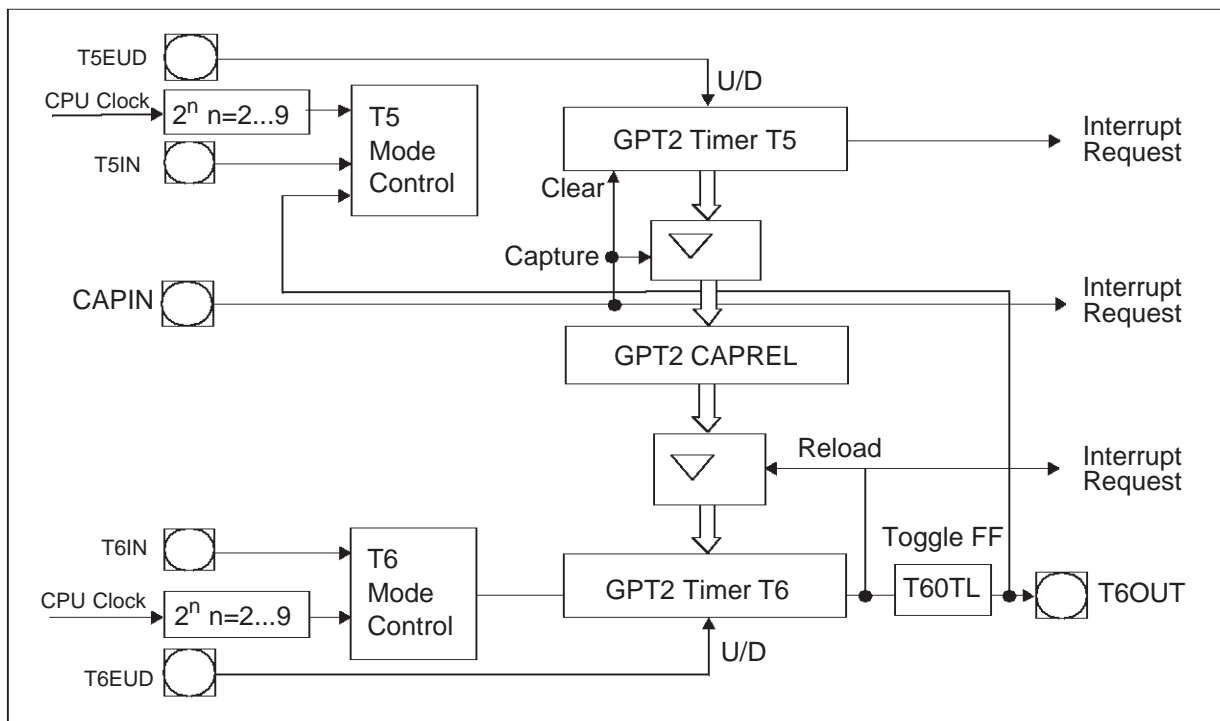 T5EUD
U/D
CPU Clock
2ⁿ n=2...9
T5
Mode
Control
GPT2 Timer T5
Interrupt
Request
T5IN
Clear
Capture
CAPIN
Interrupt
Request
GPT2 CAPREL
Reload
Interrupt
Request
T6IN
T6
Mode
Control
Toggle FF
GPT2 Timer T6
T60TL
T6OUT
CPU Clock
2ⁿ n=2...9
U/D
T6EUD